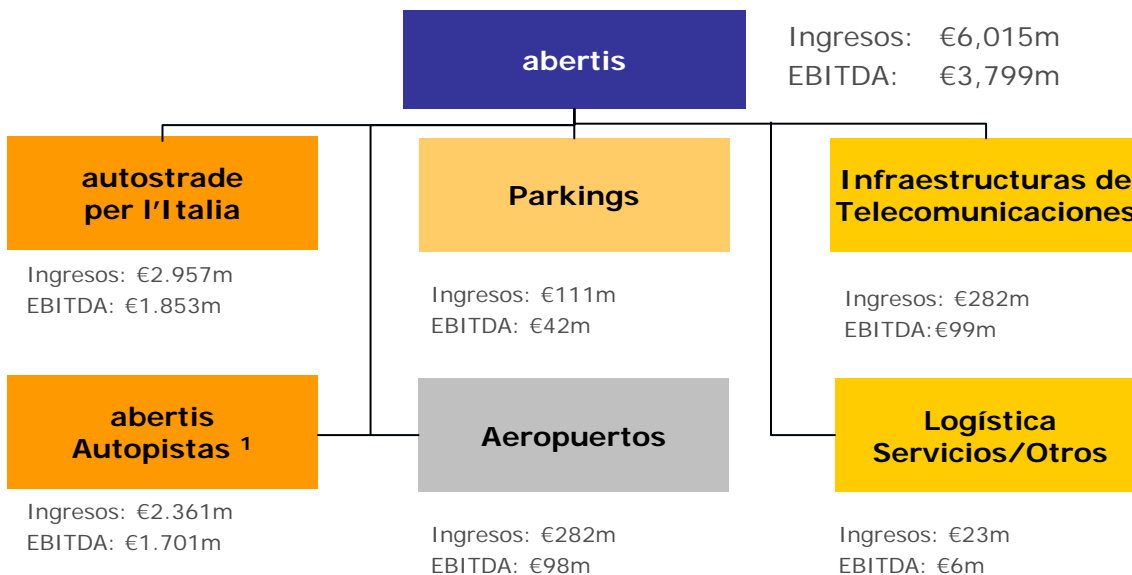 abertis
Ingresos: €6,015m
EBITDA: €3,799m
autostrade
per l'Italia
Ingresos: €2.957m
EBITDA: €1.853m
Parkings
Ingresos: €111m
EBITDA: €42m
Infraestructuras de
Telecomunicaciones
Ingresos: €282m
EBITDA:€99m
abertis
Autopistas ¹
Ingresos: €2.361m
EBITDA: €1.701m
Aeropuertos
Ingresos: €282m
EBITDA: €98m
Logística
Servicios/Otros
Ingresos: €23m
EBITDA: €6m